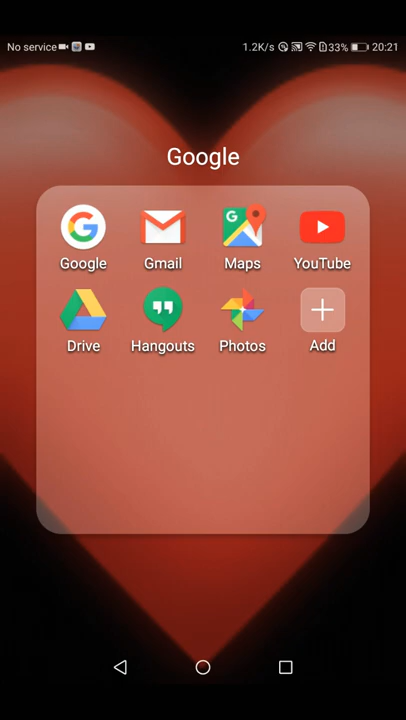 No service 1.2K/s 33% 20:21
Google
Google Gmail Maps YouTube
Drive Hangouts Photos Add